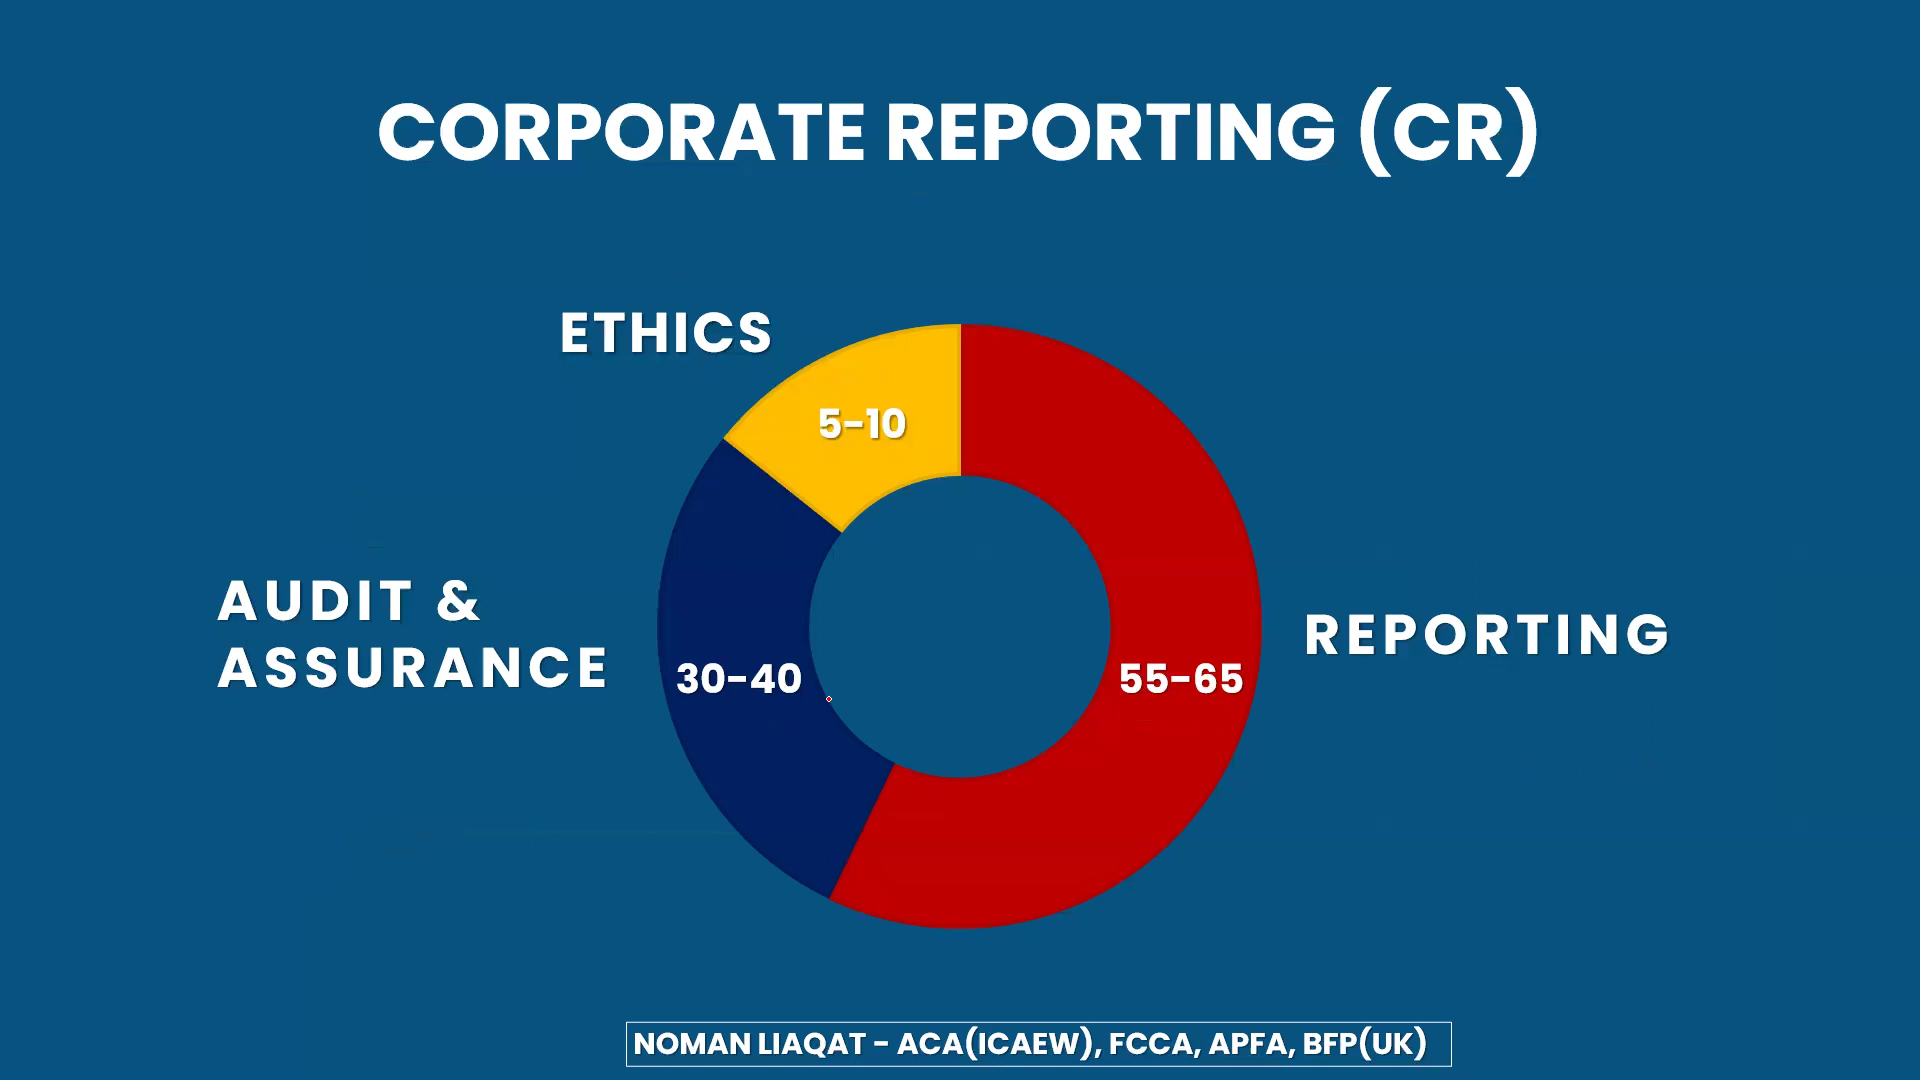 CORPORATE REPORTING (CR)
ETHICS
5-10
AUDIT &
ASSURANCE
30-40
55-65
REPORTING
NOMAN LIAQAT - ACA(ICAEW), FCCA, APFA, BFP(UK)